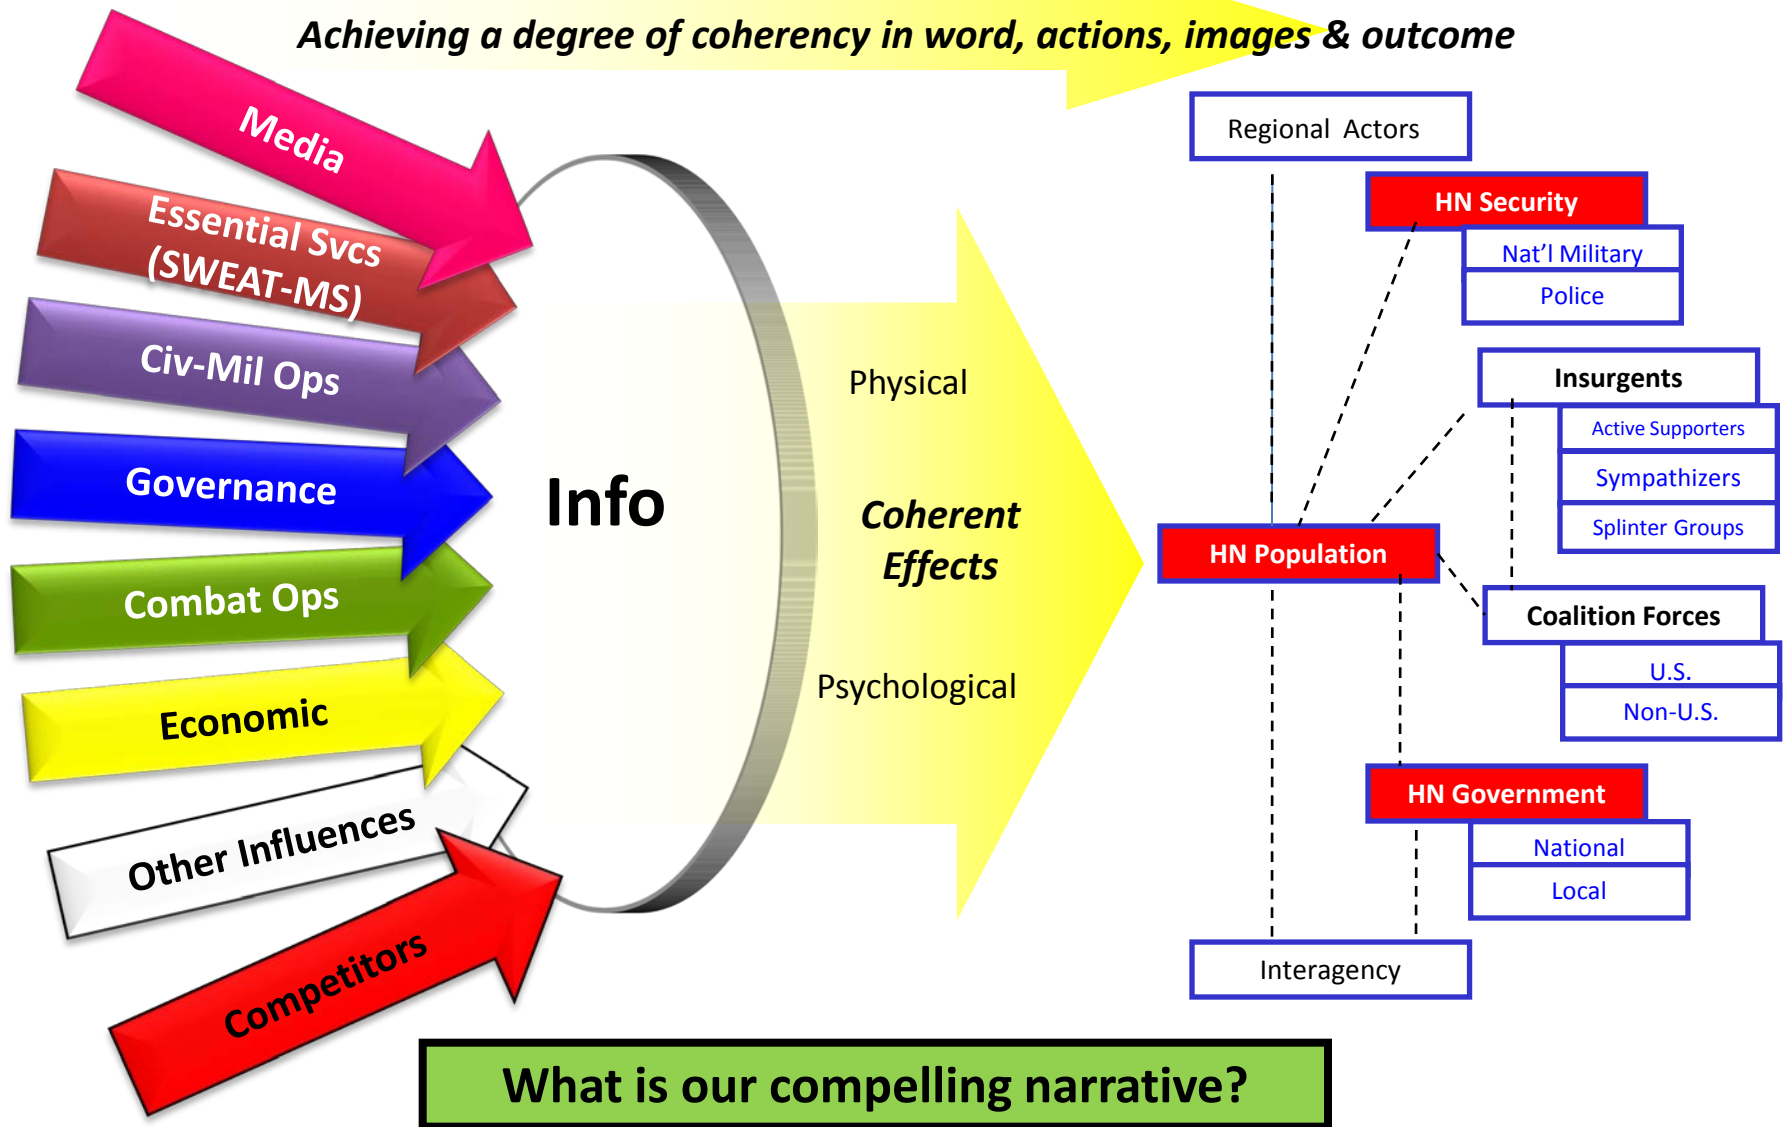 Achieving a degree of coherency in word, actions, images & outcome
Media
Essential Svcs
(SWEAT-MS)
Civ-Mil Ops
Governance
Combat Ops
Economic
Other Influences
Competitors
Info
Physical
Coherent
Effects
Psychological
Regional Actors
HN Security
Nat'l Military
Police
Insurgents
Active Supporters
Sympathizers
Splinter Groups
HN Population
Coalition Forces
U.S.
Non-U.S.
HN Government
National
Local
Interagency
What is our compelling narrative?